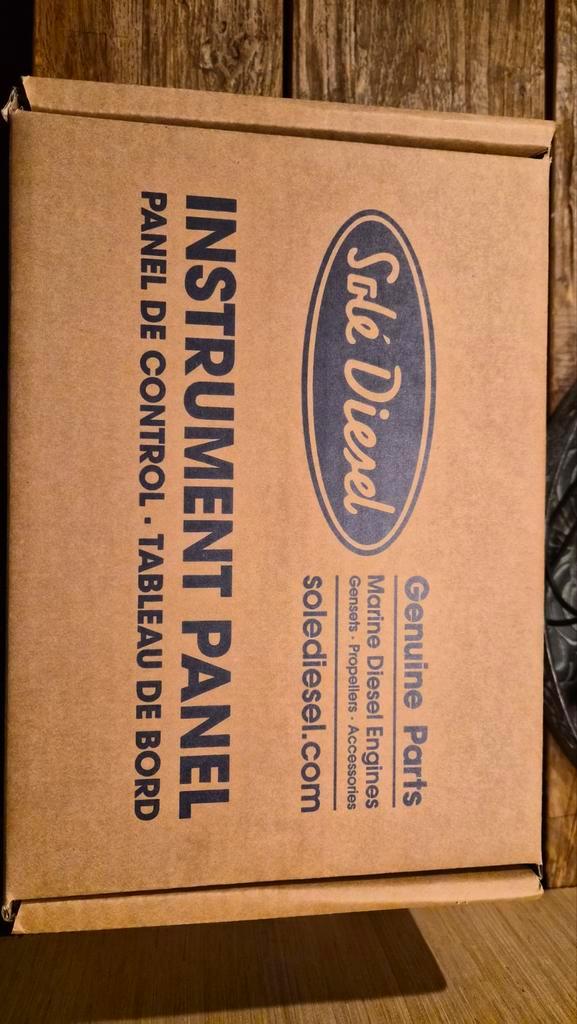 Solé Diesel
Genuine Parts
Marine Diesel Engines
Gensets · Propellers · Accessories
solediesel.com
INSTRUMENT PANEL
PANEL DE CONTROL · TABLEAU DE BORD